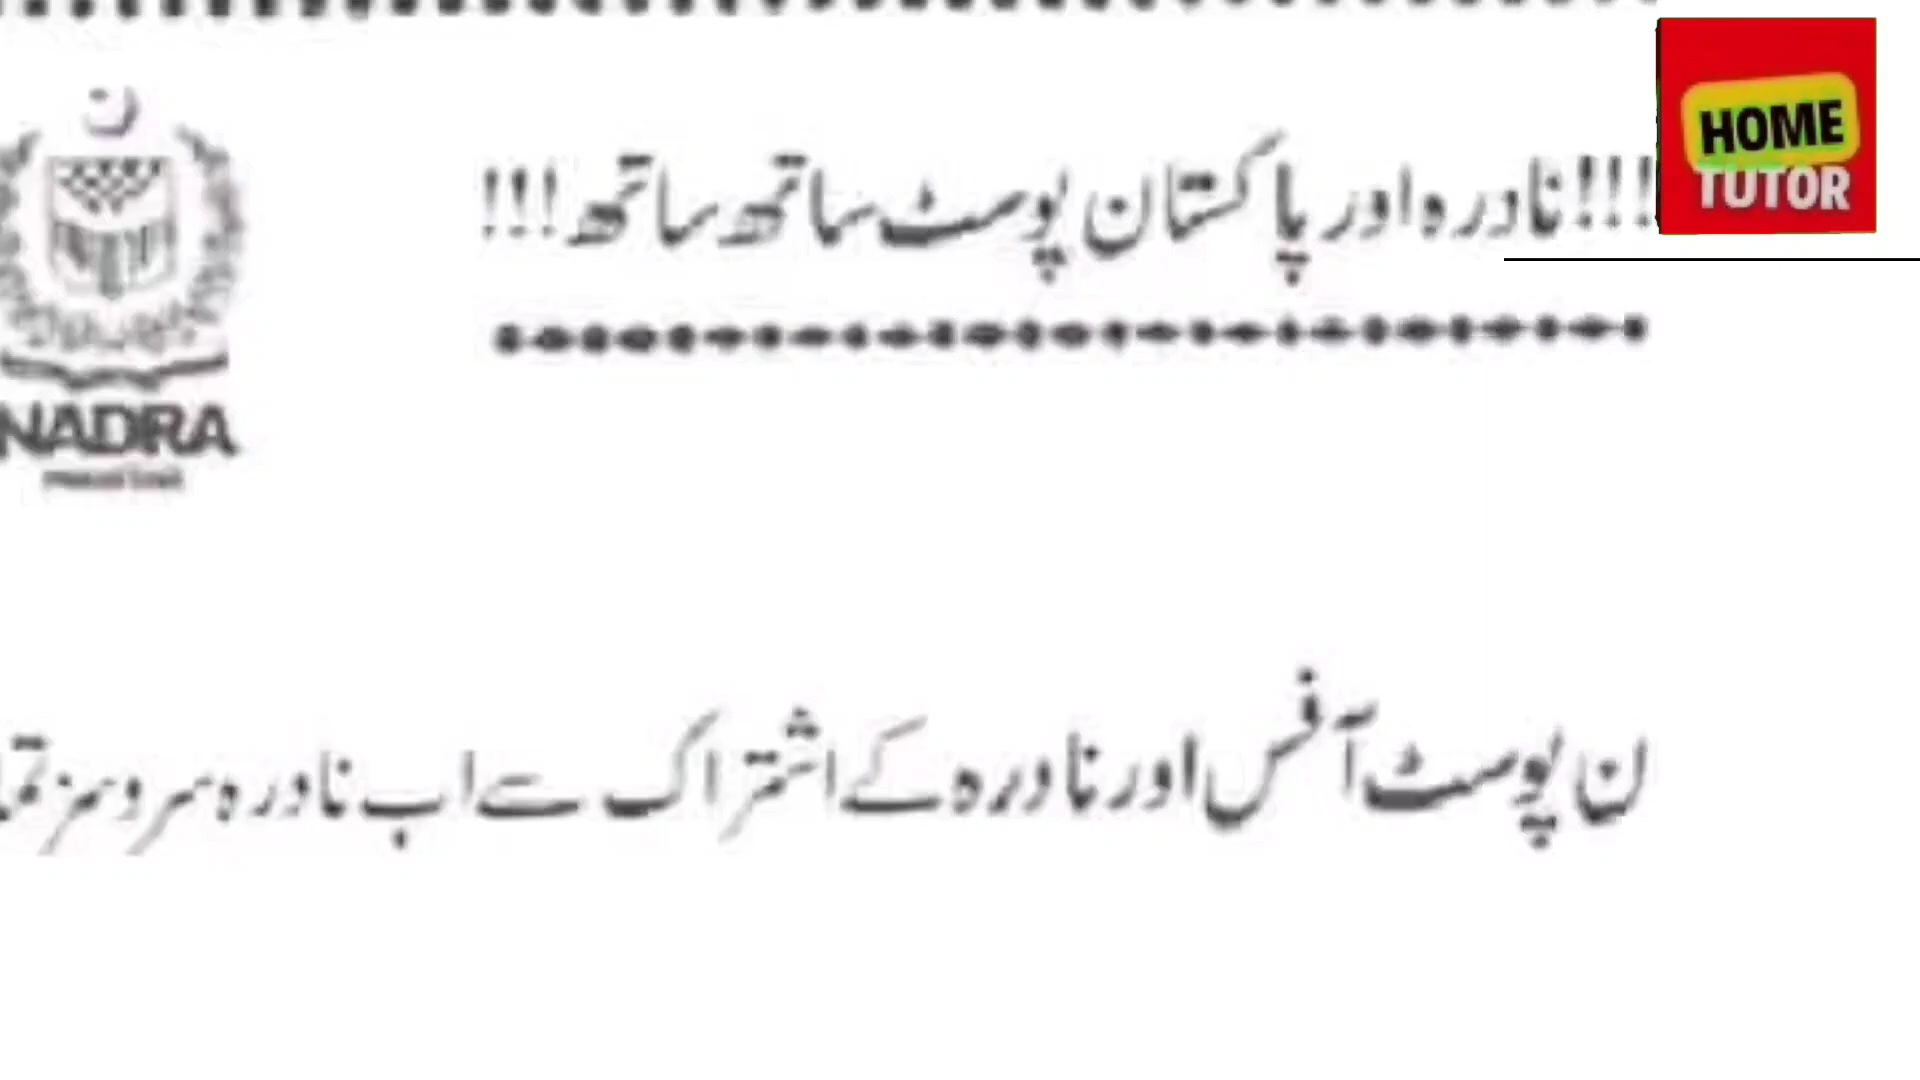 HOME
TUTOR
!!!نادرہ اور پاکستان پوسٹ ساتھ ساتھ!!!
NADRA
ن پوسٹ آفس اور نادرہ کے اشتراک سے اب نادرہ سروسز